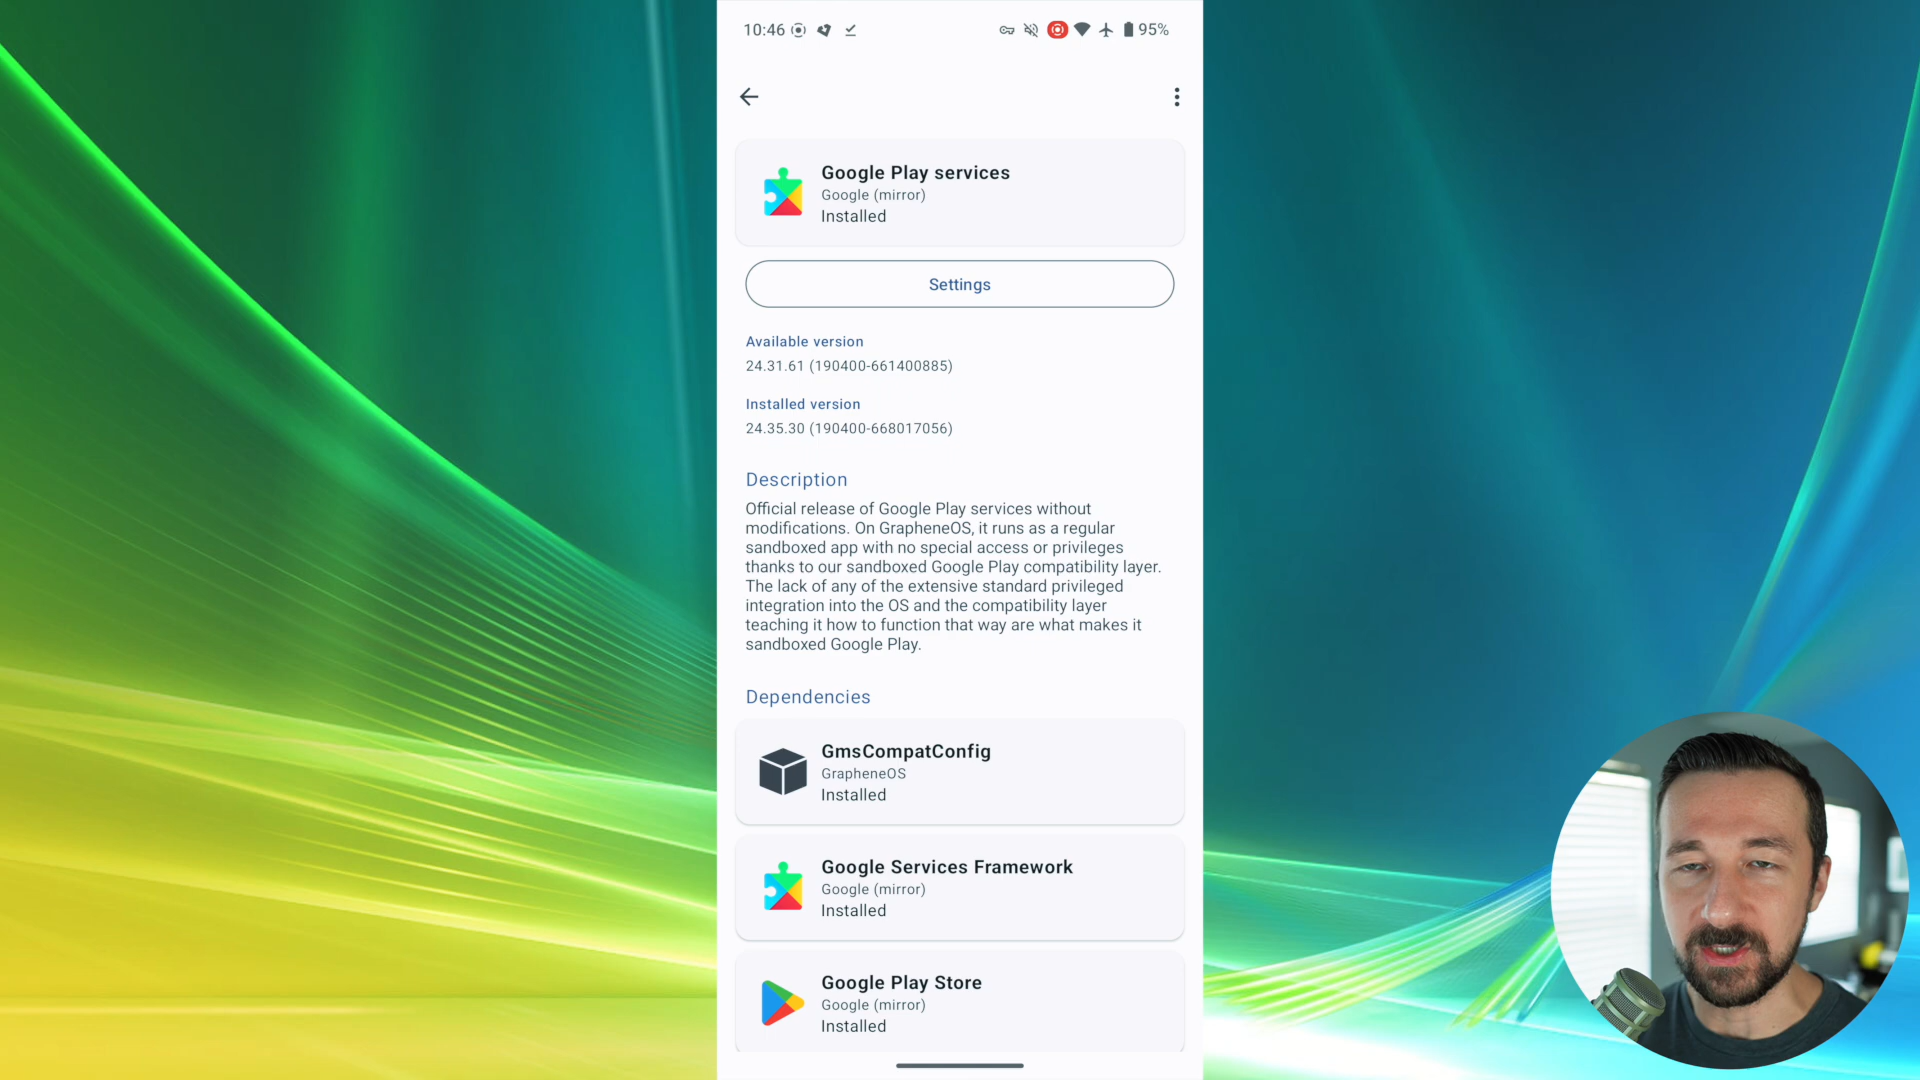 10:46
95%
Google Play services
Google (mirror)
Installed
Settings
Available version
24.31.61 (190400-661400885)
Installed version
24.35.30 (190400-668017056)
Description
Official release of Google Play services without
modifications. On GrapheneOS, it runs as a regular
sandboxed app with no special access or privileges
thanks to our sandboxed Google Play compatibility layer.
The lack of any of the extensive standard privileged
integration into the OS and the compatibility layer
teaching it how to function that way are what makes it
sandboxed Google Play.
Dependencies
GmsCompatConfig
GrapheneOS
Installed
Google Services Framework
Google (mirror)
Installed
Google Play Store
Google (mirror)
Installed